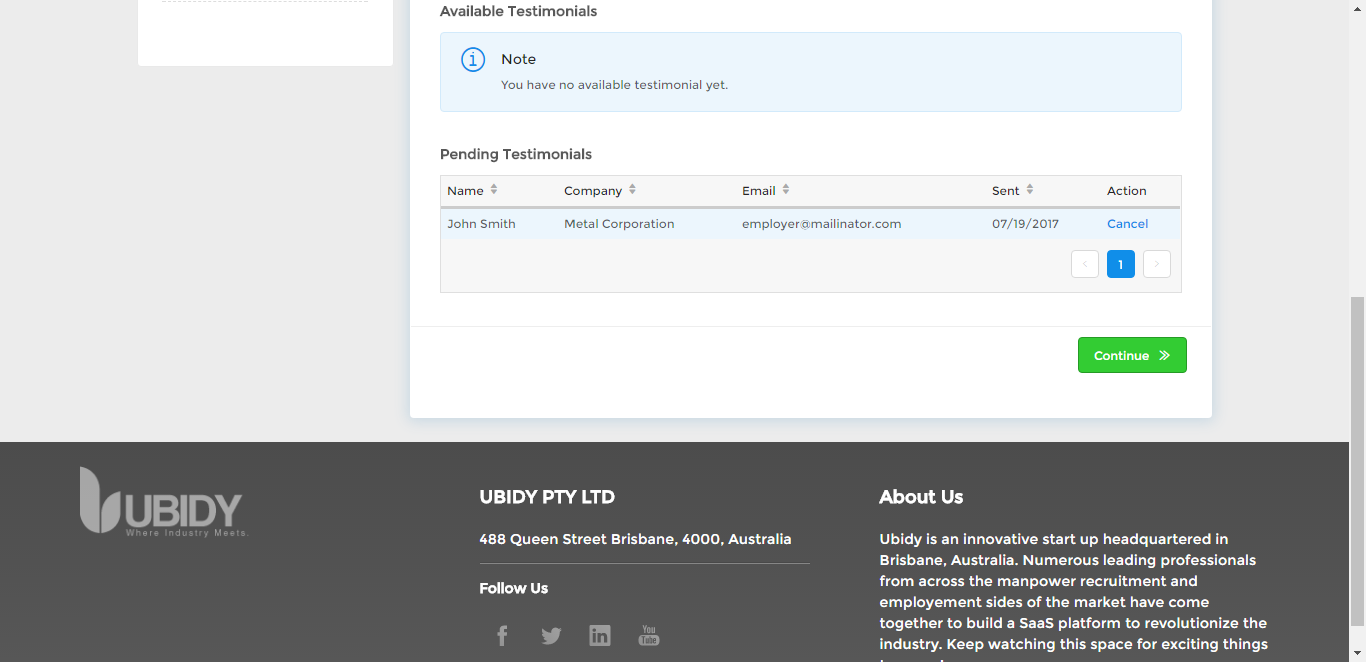 Available Testimonials
Note
You have no available testimonial yet.
Pending Testimonials
Name Company Email Sent Action
John Smith Metal Corporation employer@mailinator.com 07/19/2017 Cancel
< 1 >
Continue »
UBIDY
Where Industry Meets.
UBIDY PTY LTD
488 Queen Street Brisbane, 4000, Australia
Follow Us
You Tube
About Us
Ubidy is an innovative start up headquartered in
Brisbane, Australia. Numerous leading professionals
from across the manpower recruitment and
employement sides of the market have come
together to build a SaaS platform to revolutionize the
industry. Keep watching this space for exciting things